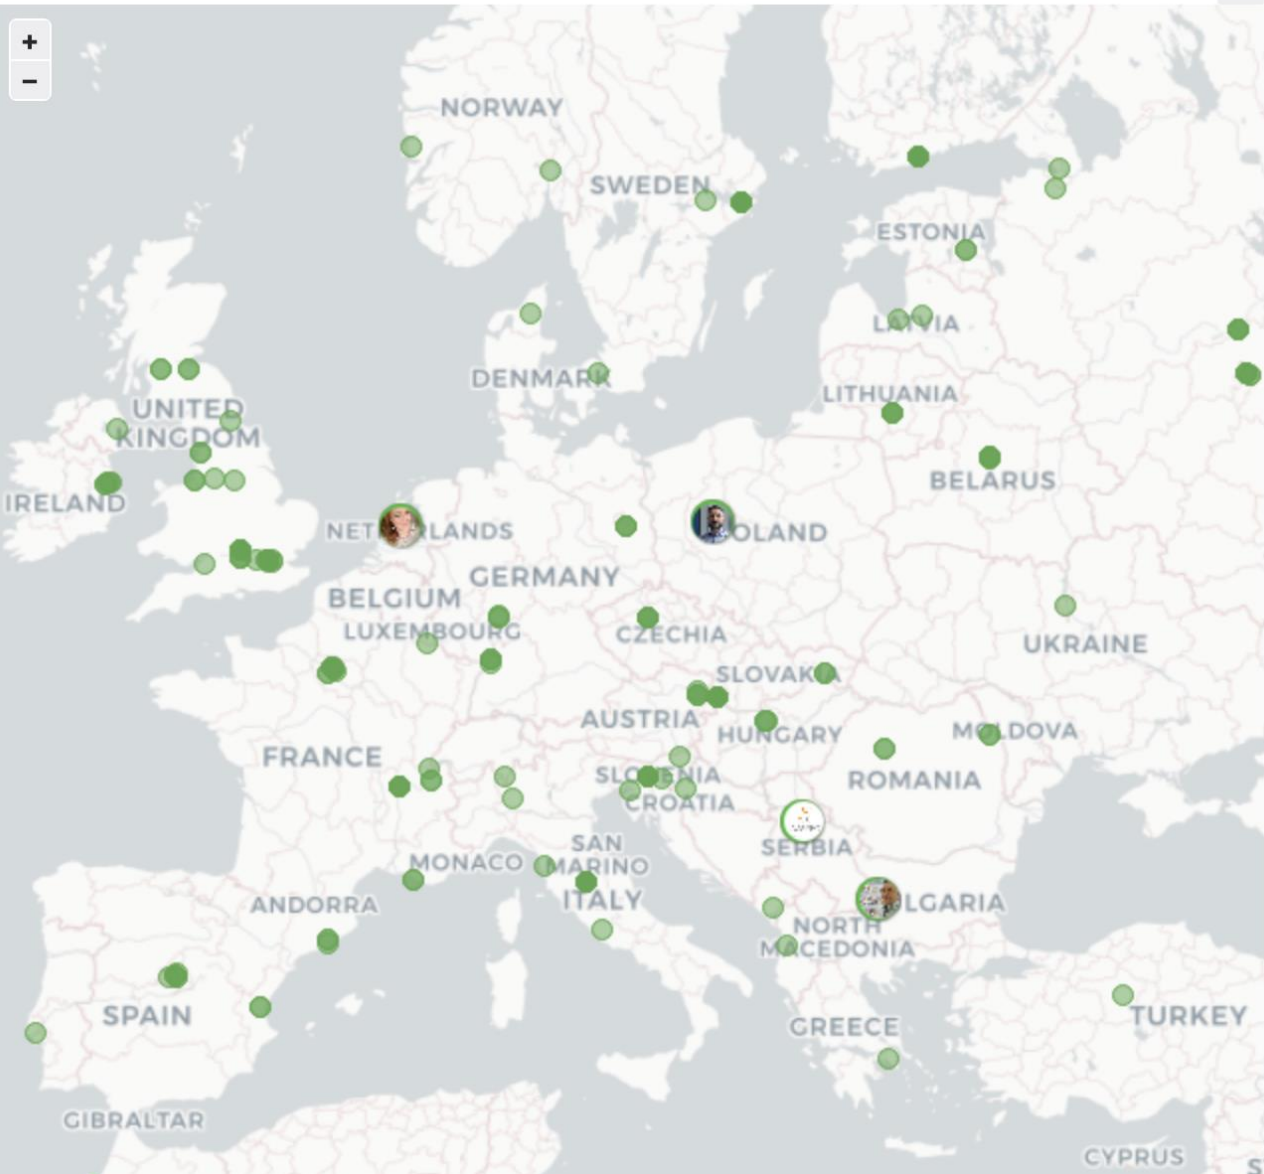 +
−
NORWAY
SWEDEN
ESTONIA
LATVIA
DENMARK
LITHUANIA
UNITED
KINGDOM
BELARUS
IRELAND
NETHERLANDS
POLAND
GERMANY
BELGIUM
LUXEMBOURG
CZECHIA
UKRAINE
SLOVAKIA
AUSTRIA
HUNGARY
MOLDOVA
FRANCE
SLOVENIA
ROMANIA
CROATIA
SAN
MARINO
SERBIA
MONACO
ITALY
ANDORRA
BULGARIA
NORTH
MACEDONIA
SPAIN
TURKEY
GREECE
GIBRALTAR
CYPRUS